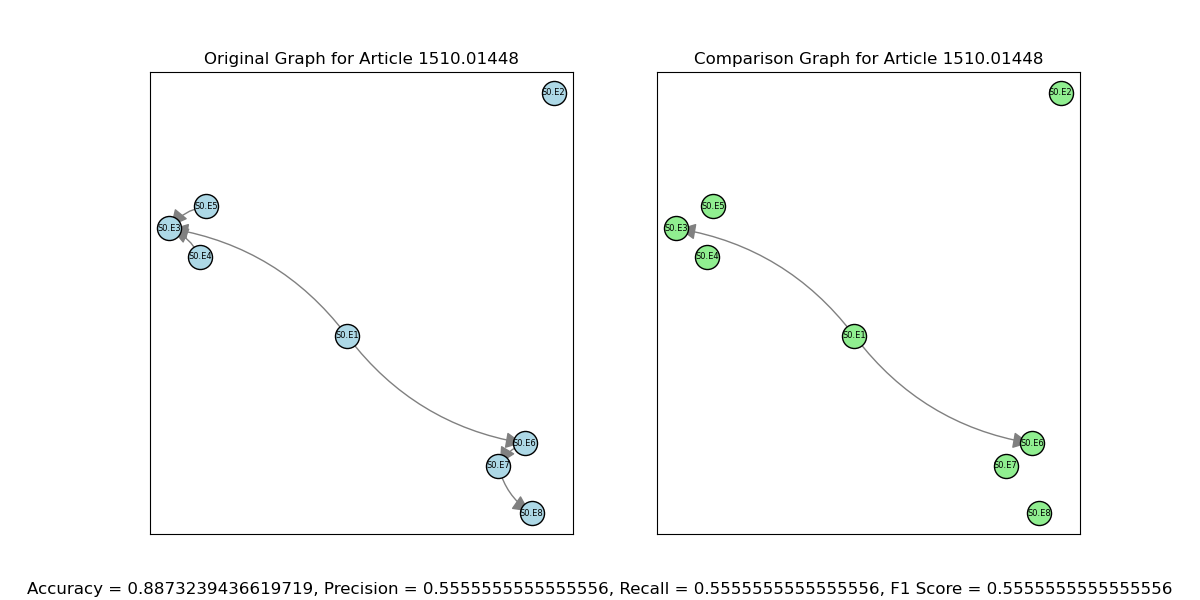 Original Graph for Article 1510.01448
Comparison Graph for Article 1510.01448
S0.E2
S0.E2
S0.E5
S0.E5
S0.E3
S0.E3
S0.E4
S0.E4
S0.E1
S0.E1
S0.E6
S0.E6
S0.E7
S0.E7
S0.E8
S0.E8
Accuracy = 0.8873239436619719, Precision = 0.5555555555555556, Recall = 0.5555555555555556, F1 Score = 0.5555555555555556